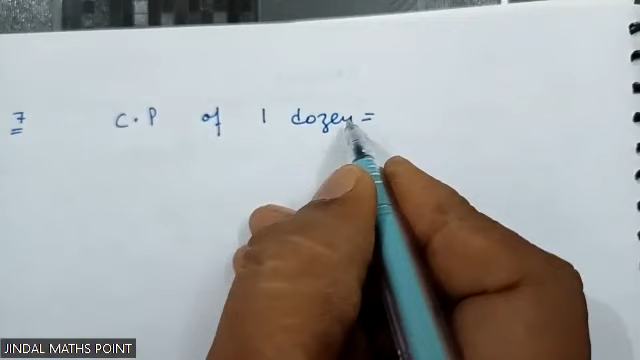 7 C.P of 1 dozen =
JINDAL MATHS POINT